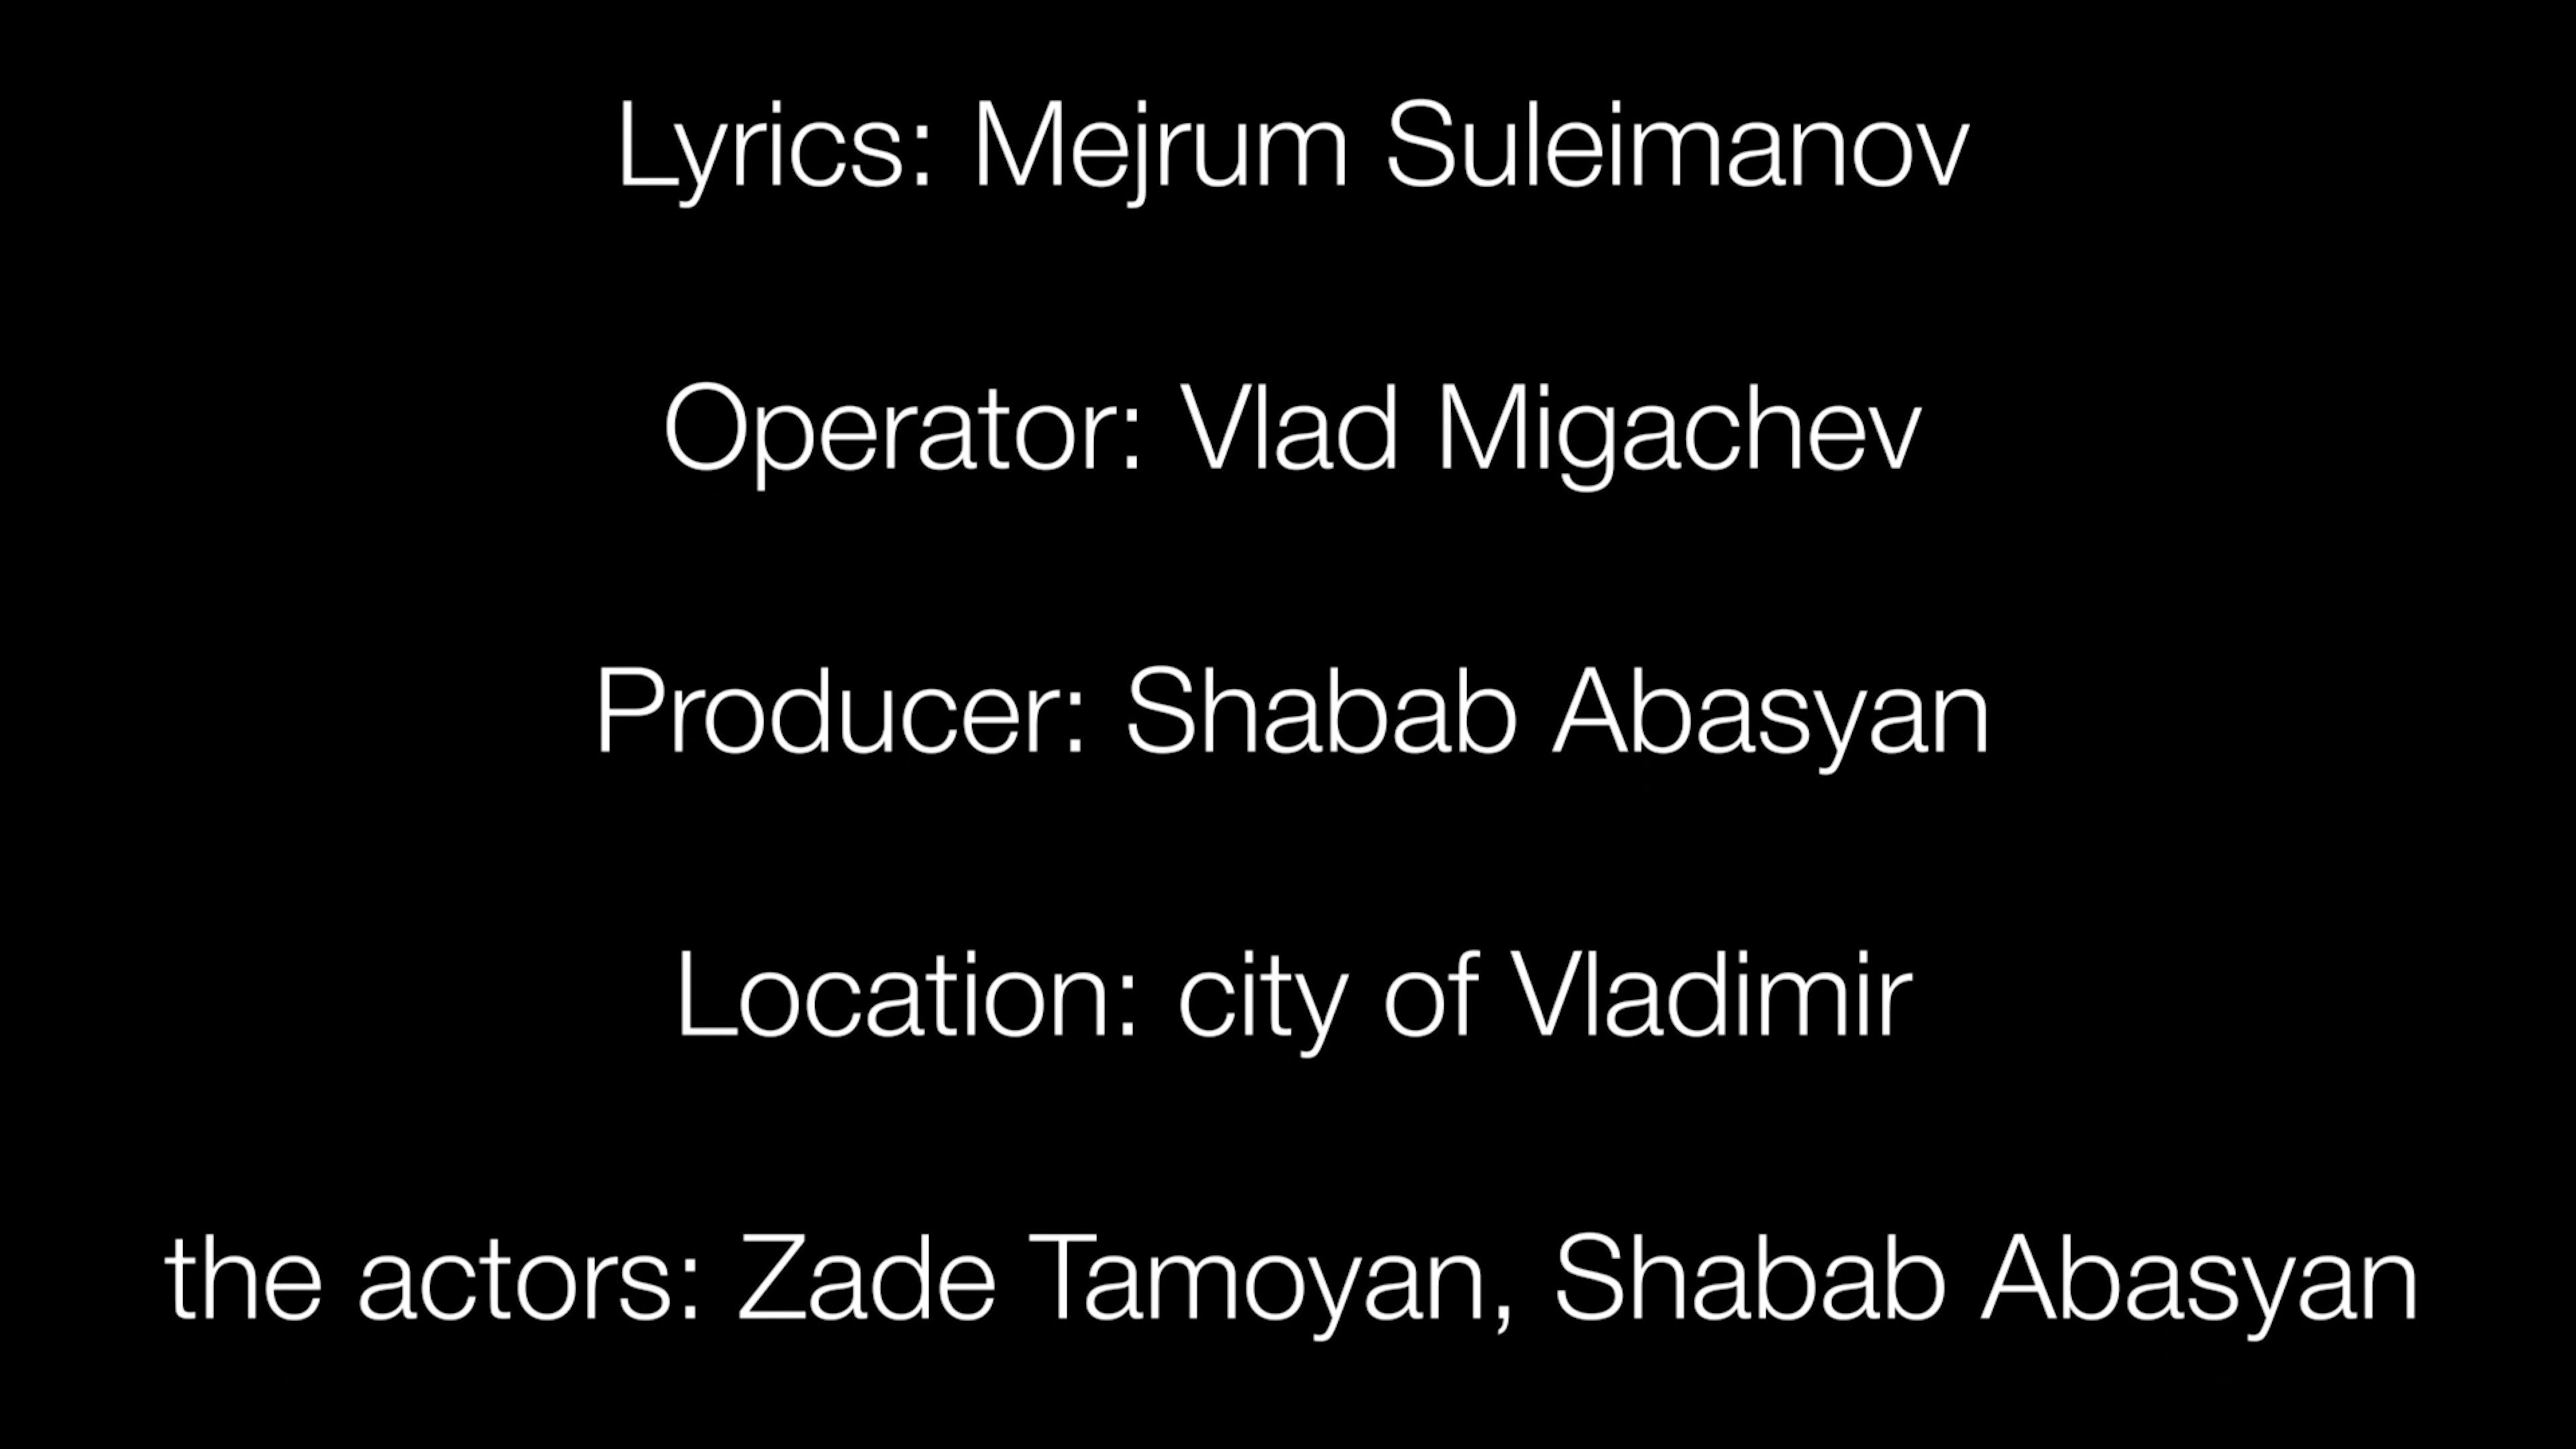 Lyrics: Mejrum Suleimanov
Operator: Vlad Migachev
Producer: Shabab Abasyan
Location: city of Vladimir
the actors: Zade Tamoyan, Shabab Abasyan